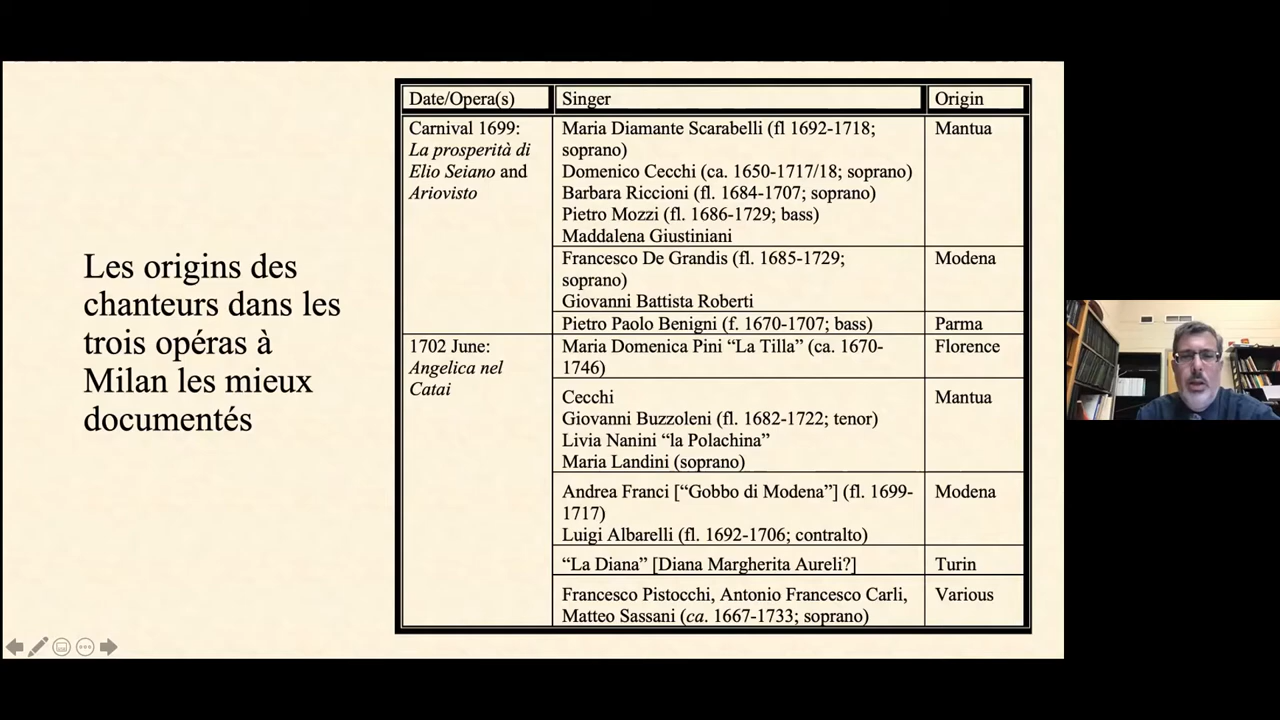 Les origins des
chanteurs dans les
trois opéras à
Milan les mieux
documentés
Date/Opera(s)
Singer
Origin
Carnival 1699:
La prosperità di
Elio Seiano and
Ariovisto
Maria Diamante Scarabelli (fl 1692-1718;
soprano)
Domenico Cecchi (ca. 1650-1717/18; soprano)
Barbara Riccioni (fl. 1684-1707; soprano)
Pietro Mozzi (fl. 1686-1729; bass)
Maddalena Giustiniani
Mantua
Francesco De Grandis (fl. 1685-1729;
soprano)
Giovanni Battista Roberti
Modena
Pietro Paolo Benigni (f. 1670-1707; bass)
Parma
1702 June:
Angelica nel
Catai
Maria Domenica Pini “La Tilla” (ca. 1670-
1746)
Florence
Cecchi
Giovanni Buzzoleni (fl. 1682-1722; tenor)
Livia Nanini “la Polachina”
Maria Landini (soprano)
Mantua
Andrea Franci [“Gobbo di Modena”] (fl. 1699-
1717)
Luigi Albarelli (fl. 1692-1706; contralto)
Modena
“La Diana” [Diana Margherita Aureli?]
Turin
Francesco Pistocchi, Antonio Francesco Carli,
Matteo Sassani (ca. 1667-1733; soprano)
Various